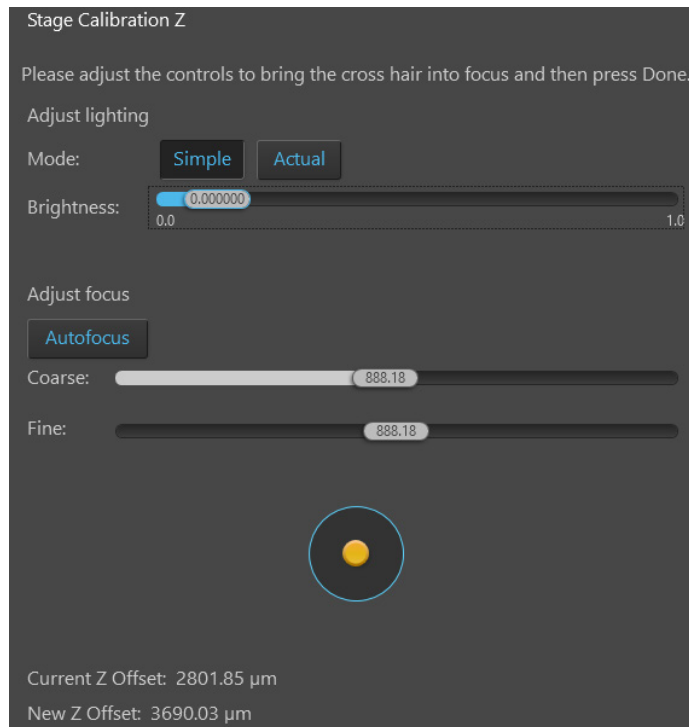 Stage Calibration Z
Please adjust the controls to bring the cross hair into focus and then press Done.
Adjust lighting
Mode: Simple Actual
Brightness: 0.000000
0.0 1.0
Adjust focus
Autofocus
Coarse: 888.18
Fine: 888.18
Current Z Offset: 2801.85 µm
New Z Offset: 3690.03 µm